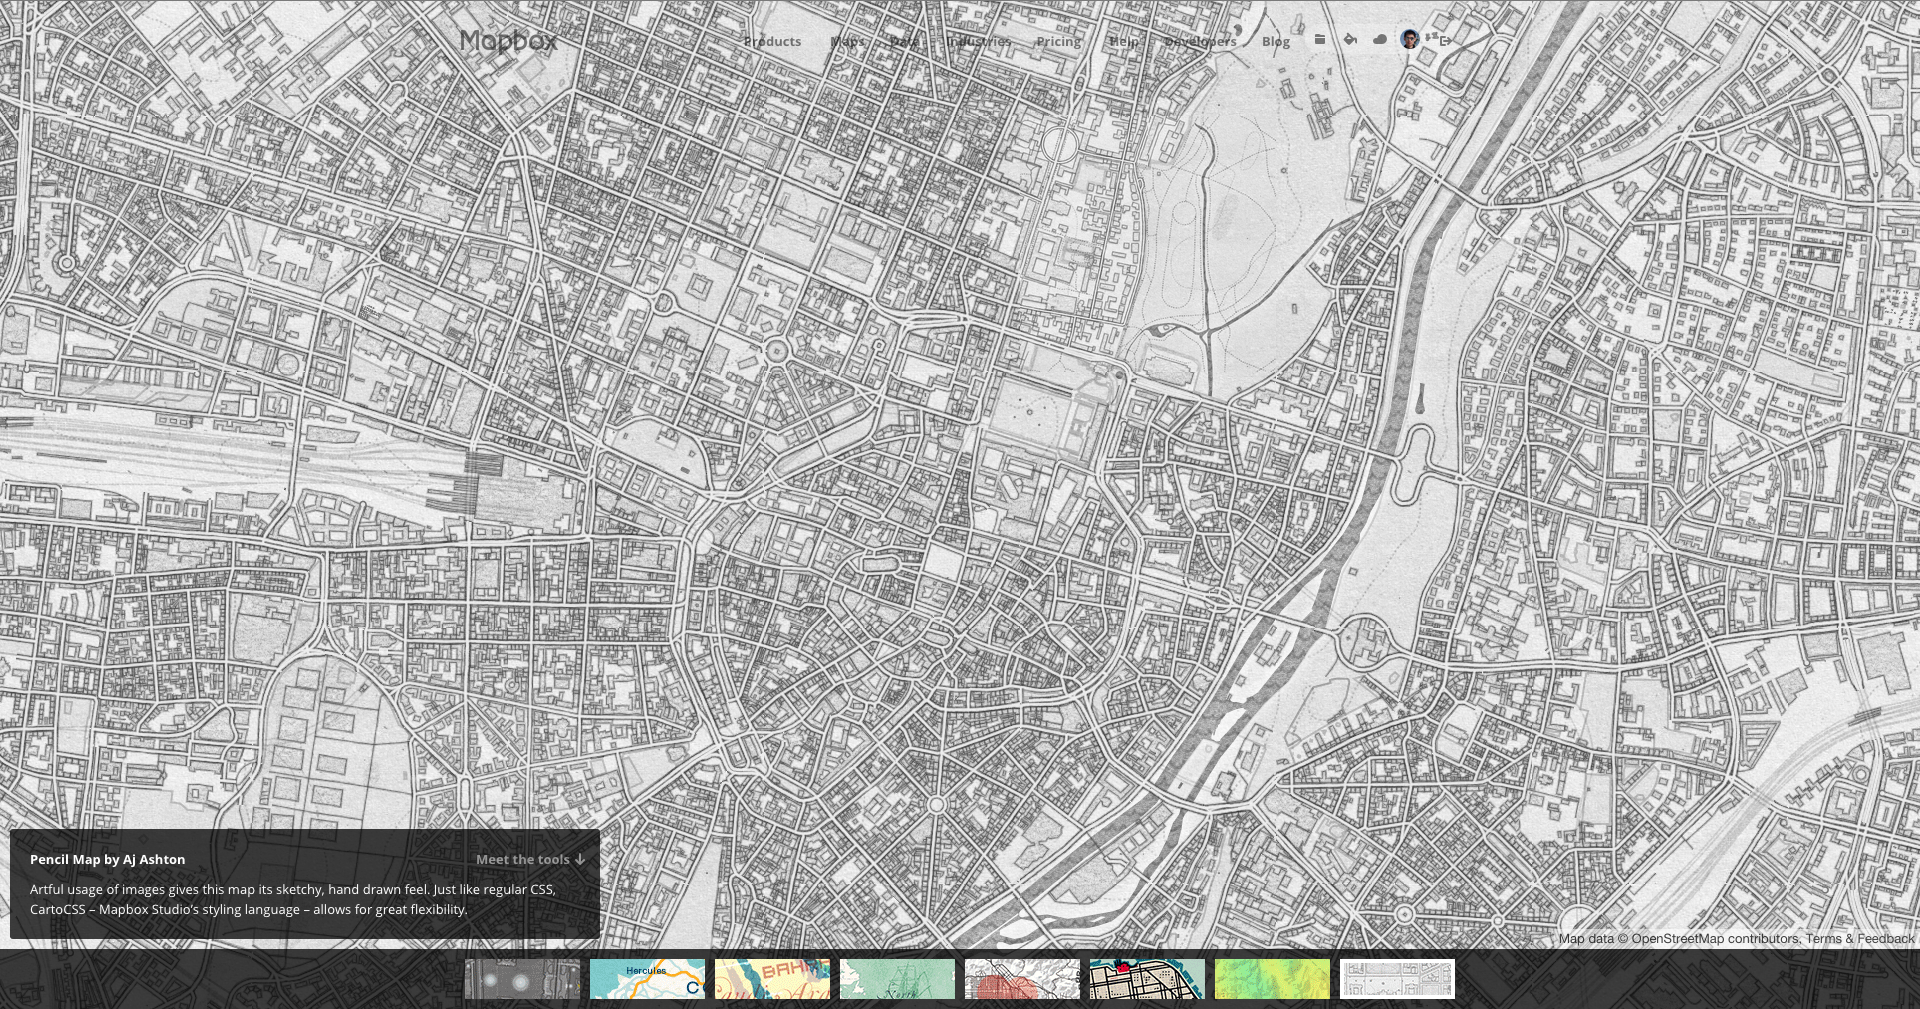 Mapbox
Products Maps Data Industries Pricing Help Developers Blog
Pencil Map by Aj Ashton
Meet the tools ↓
Artful usage of images gives this map its sketchy, hand drawn feel. Just like regular CSS,
CartoCSS – Mapbox Studio's styling language – allows for great flexibility.
Map data © OpenStreetMap contributors, Terms & Feedback
Hercules
C
North